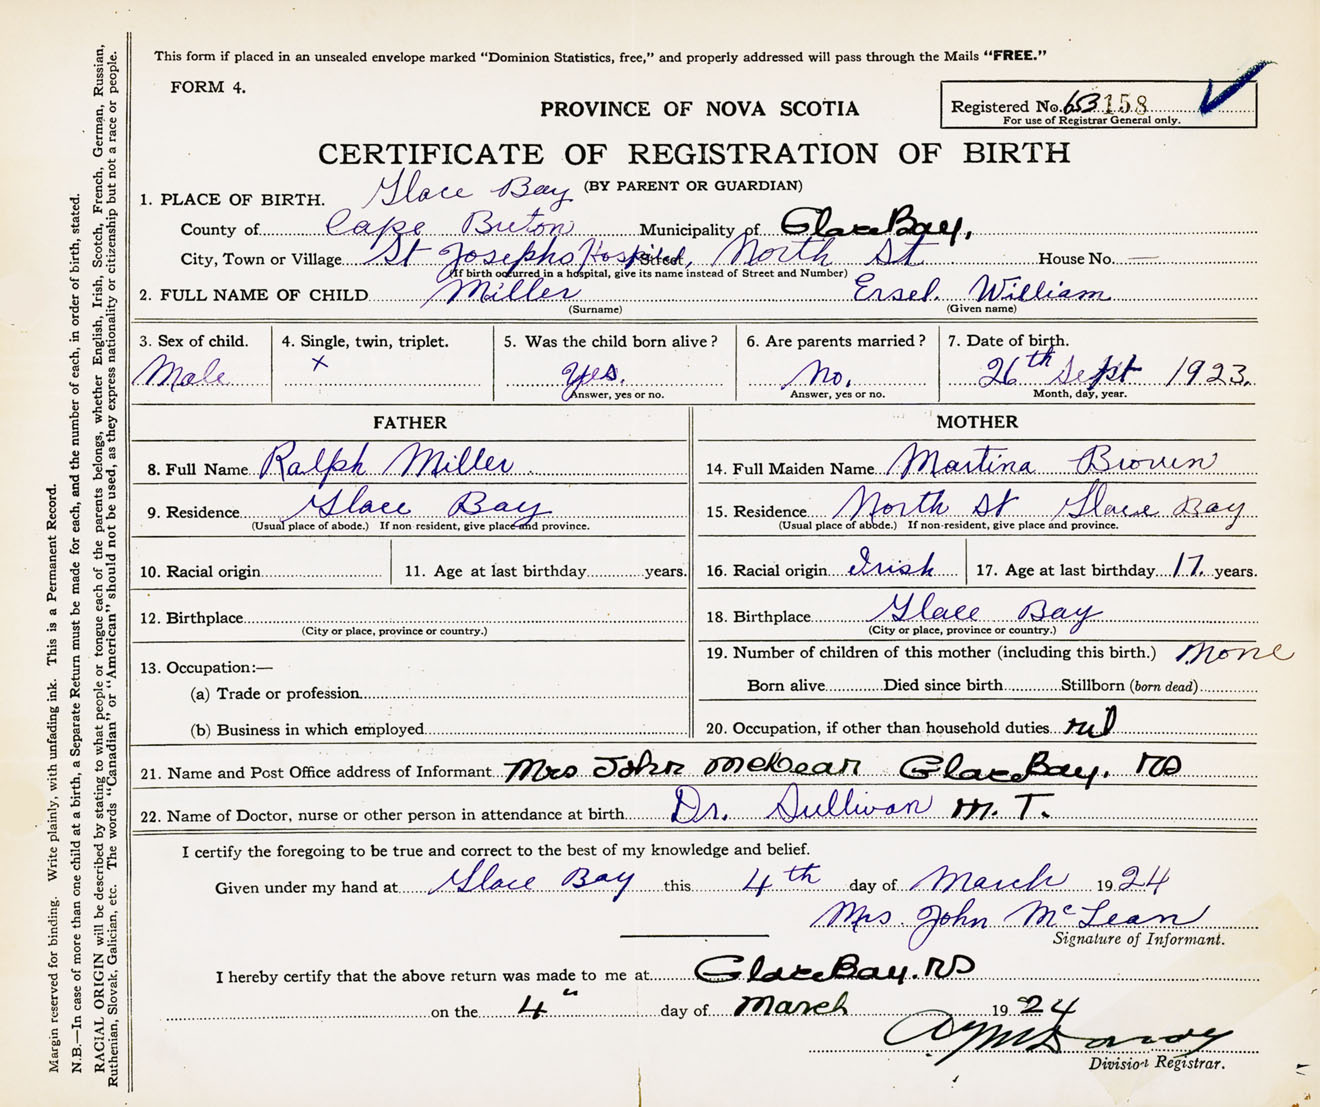 This form if placed in an unsealed envelope marked "Dominion Statistics, free," and properly addressed will pass through the Mails "FREE."
FORM 4.
PROVINCE OF NOVA SCOTIA
Registered No. 63158
For use of Registrar General only.
CERTIFICATE OF REGISTRATION OF BIRTH
(BY PARENT OR GUARDIAN)
1. PLACE OF BIRTH. Glace Bay
County of Cape Breton Municipality of Glace Bay,
City, Town or Village St Josephs Hospital, Street North St House No. —
(If birth occurred in a hospital, give its name instead of Street and Number)
2. FULL NAME OF CHILD Miller Ersel William
(Surname) (Given name)
3. Sex of child. 4. Single, twin, triplet. 5. Was the child born alive? 6. Are parents married? 7. Date of birth.
Male x Yes. No. 26th Sept 1923.
Answer, yes or no. Answer, yes or no. Month, day, year.
FATHER MOTHER
8. Full Name Ralph Miller 14. Full Maiden Name Martina Brown
9. Residence Glace Bay 15. Residence North St Glace Bay
(Usual place of abode.) If non-resident, give place and province. (Usual place of abode.) If non-resident, give place and province.
10. Racial origin 11. Age at last birthday years. 16. Racial origin Irish 17. Age at last birthday 17. years.
12. Birthplace 18. Birthplace Glace Bay
(City or place, province or country.) (City or place, province or country.)
13. Occupation:— 19. Number of children of this mother (including this birth.) None
(a) Trade or profession Born alive Died since birth Stillborn (born dead)
(b) Business in which employed 20. Occupation, if other than household duties nil
21. Name and Post Office address of Informant Mrs John McLean Glace Bay. NS
22. Name of Doctor, nurse or other person in attendance at birth Dr. Sullivan M. T.
I certify the foregoing to be true and correct to the best of my knowledge and belief.
Given under my hand at Glace Bay this 4th day of March 1924
Mrs. John McLean
Signature of Informant.
I hereby certify that the above return was made to me at Glace Bay. NS
on the 4" day of March 1924
Division Registrar.
Margin reserved for binding. Write plainly, with unfading ink. This is a Permanent Record.
N.B.—In case of more than one child at a birth, a Separate Return must be made for each, and the number of each, in order of birth, stated.
RACIAL ORIGIN will be described by stating to what people or tongue each of the parents belongs, whether English, Irish, Scotch, French, German, Russian,
Ruthenian, Slovak, Galician, etc. The words "Canadian" or "American" should not be used, as they express nationality or citizenship but not a race or people.